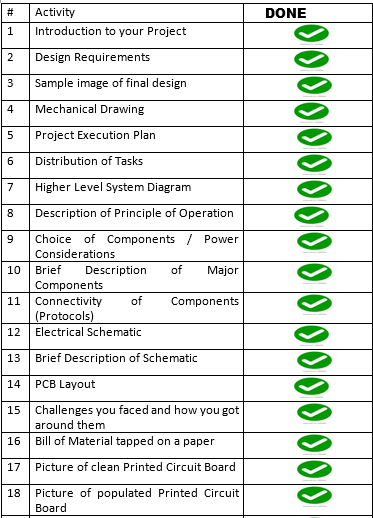 # Activity DONE
1 Introduction to your Project
2 Design Requirements
3 Sample image of final design
4 Mechanical Drawing
5 Project Execution Plan
6 Distribution of Tasks
7 Higher Level System Diagram
8 Description of Principle of Operation
9 Choice of Components / Power
Considerations
10 Brief Description of Major
Components
11 Connectivity of Components
(Protocols)
12 Electrical Schematic
13 Brief Description of Schematic
14 PCB Layout
15 Challenges you faced and how you got
around them
16 Bill of Material tapped on a paper
17 Picture of clean Printed Circuit Board
18 Picture of populated Printed Circuit
Board